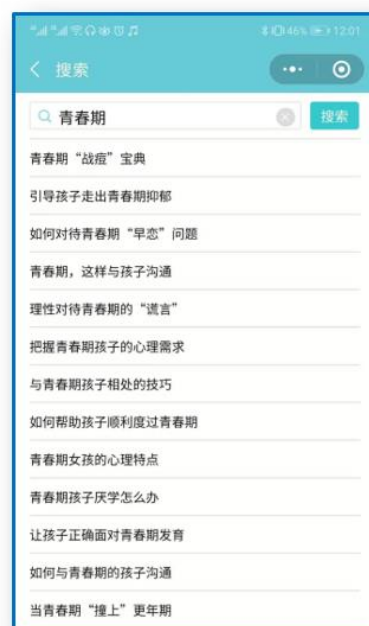 46% 12:01
搜索
青春期 搜索
青春期“战痘”宝典
引导孩子走出青春期抑郁
如何对待青春期“早恋”问题
青春期，这样与孩子沟通
理性对待青春期的“谎言”
把握青春期孩子的心理需求
与青春期孩子相处的技巧
如何帮助孩子顺利度过青春期
青春期女孩的心理特点
青春期孩子厌学怎么办
让孩子正确面对青春期发育
如何与青春期的孩子沟通
当青春期“撞上”更年期